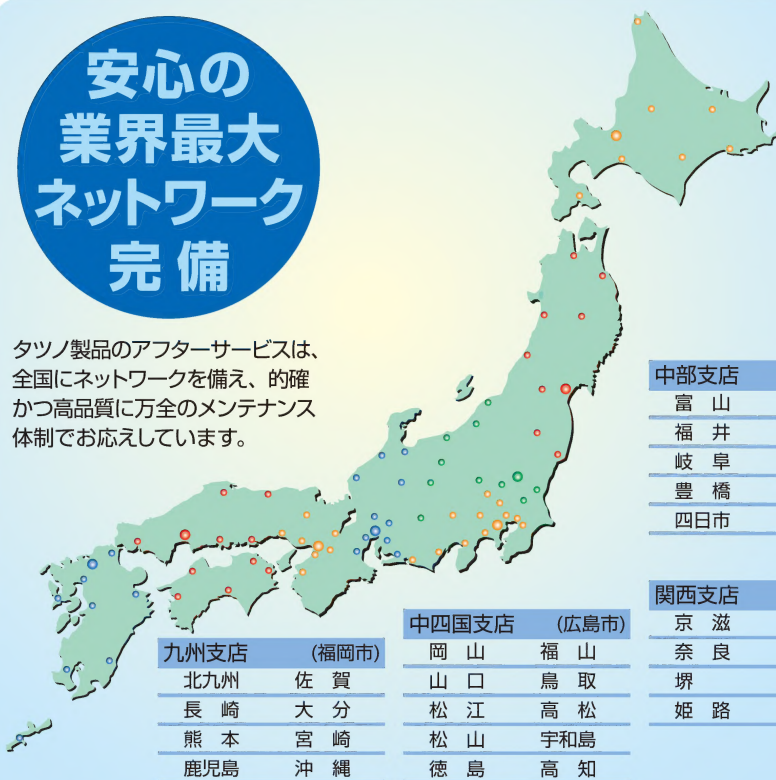 安心の
業界最大
ネットワーク
完備
タツノ製品のアフターサービスは、
全国にネットワークを備え、的確
かつ高品質に万全のメンテナンス
体制でお応えしています。
中部支店
富 山
福 井
岐 阜
豊 橋
四日市
関西支店
京 滋
奈 良
堺
姫 路
中四国支店 (広島市)
岡 山 福 山
山 口 鳥 取
松 江 高 松
松 山 宇和島
徳 島 高 知
九州支店 (福岡市)
北九州 佐 賀
長 崎 大 分
熊 本 宮 崎
鹿児島 沖 縄